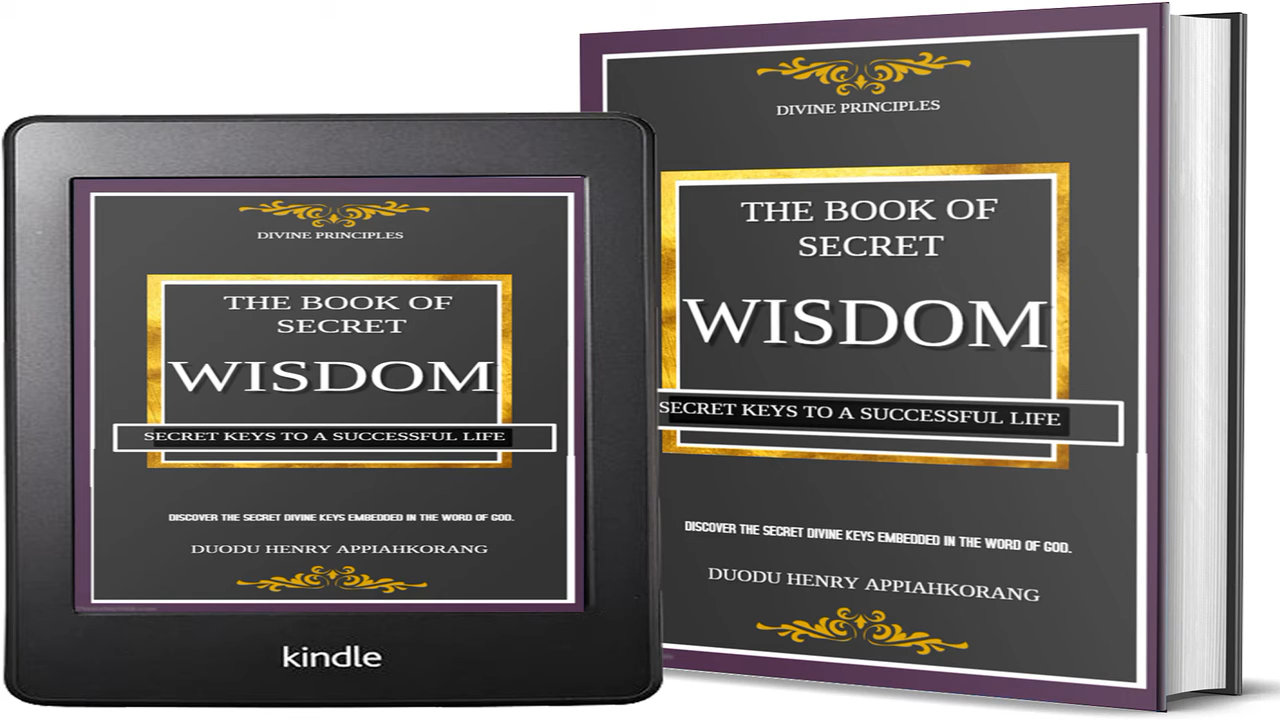 DIVINE PRINCIPLES
THE BOOK OF
SECRET
WISDOM
SECRET KEYS TO A SUCCESSFUL LIFE
DISCOVER THE SECRET DIVINE KEYS EMBEDDED IN THE WORD OF GOD.
DUODU HENRY APPIAHKORANG
kindle
DIVINE PRINCIPLES
THE BOOK OF
SECRET
WISDOM
SECRET KEYS TO A SUCCESSFUL LIFE
DISCOVER THE SECRET DIVINE KEYS EMBEDDED IN THE WORD OF GOD.
DUODU HENRY APPIAHKORANG